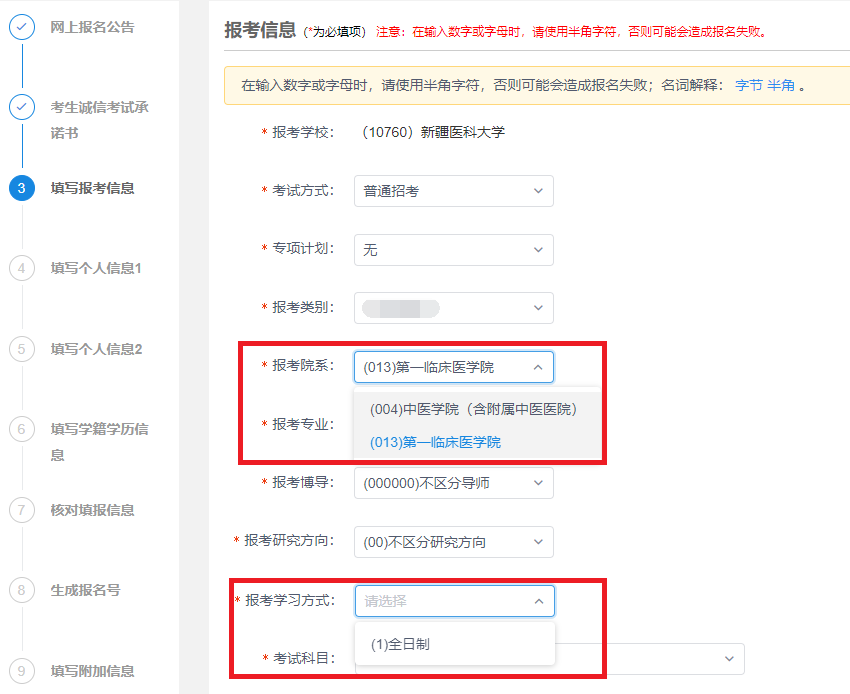 网上报名公告
考生诚信考试承
诺书
3 填写报考信息
4 填写个人信息1
5 填写个人信息2
6 填写学籍学历信
息
7 核对填报信息
8 生成报名号
9 填写附加信息
报考信息 (*为必填项) 注意：在输入数字或字母时，请使用半角字符，否则可能会造成报名失败。
在输入数字或字母时，请使用半角字符，否则可能会造成报名失败；名词解释： 字节 半角 。
* 报考学校： （10760）新疆医科大学
* 考试方式： 普通招考
* 专项计划： 无
* 报考类别：
* 报考院系： (013)第一临床医学院
(004)中医学院（含附属中医医院）
* 报考专业：
(013)第一临床医学院
* 报考博导： (000000)不区分导师
* 报考研究方向： (00)不区分研究方向
* 报考学习方式： 请选择
(1)全日制
* 考试科目：